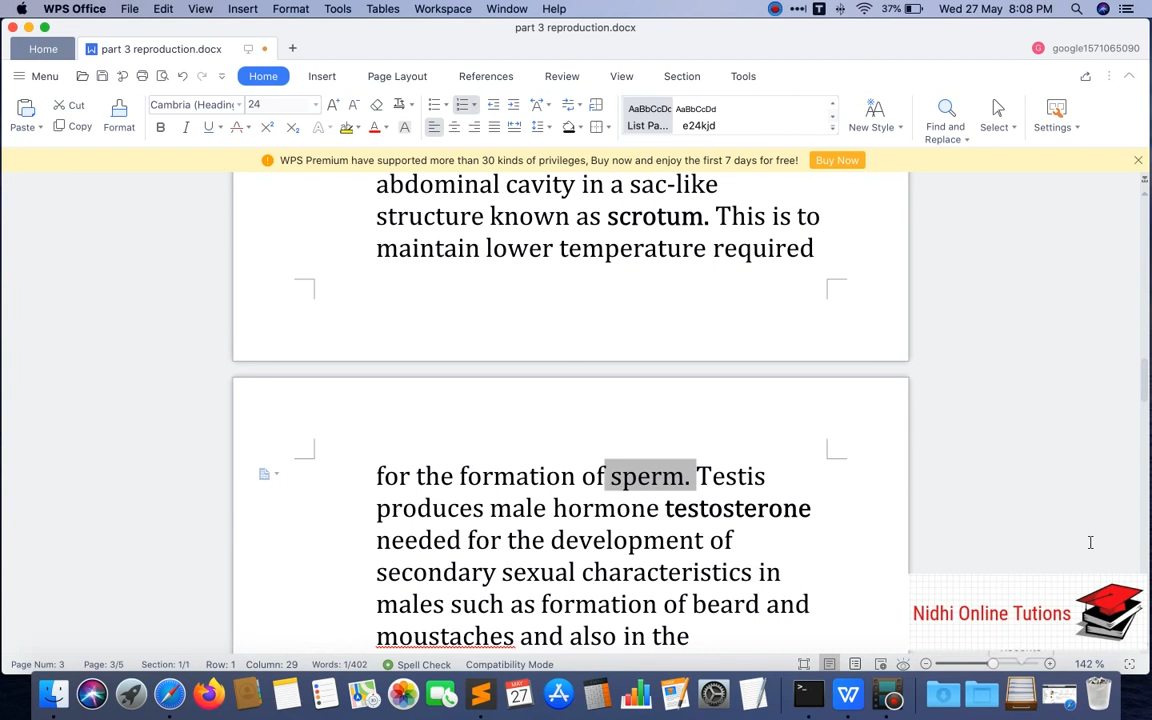 WPS Office File Edit View Insert Format Tools Tables Workspace Window Help 37% Wed 27 May 8:08 PM
part 3 reproduction.docx
Home part 3 reproduction.docx google1571065090
Menu Home Insert Page Layout References Review View Section Tools
Cut Cambria (Heading 24 AaBbCcDc AaBbCcDd
Paste Copy Format List Pa... e24kjd New Style Find and Replace Select Settings
WPS Premium have supported more than 30 kinds of privileges, Buy now and enjoy the first 7 days for free! Buy Now
abdominal cavity in a sac-like
structure known as scrotum. This is to
maintain lower temperature required
for the formation of sperm. Testis
produces male hormone testosterone
needed for the development of
secondary sexual characteristics in
males such as formation of beard and
moustaches and also in the
Nidhi Online Tutions
Page Num: 3 Page: 3/5 Section: 1/1 Row: 1 Column: 29 Words: 1/402 Spell Check Compatibility Mode 142 %
MAY
27